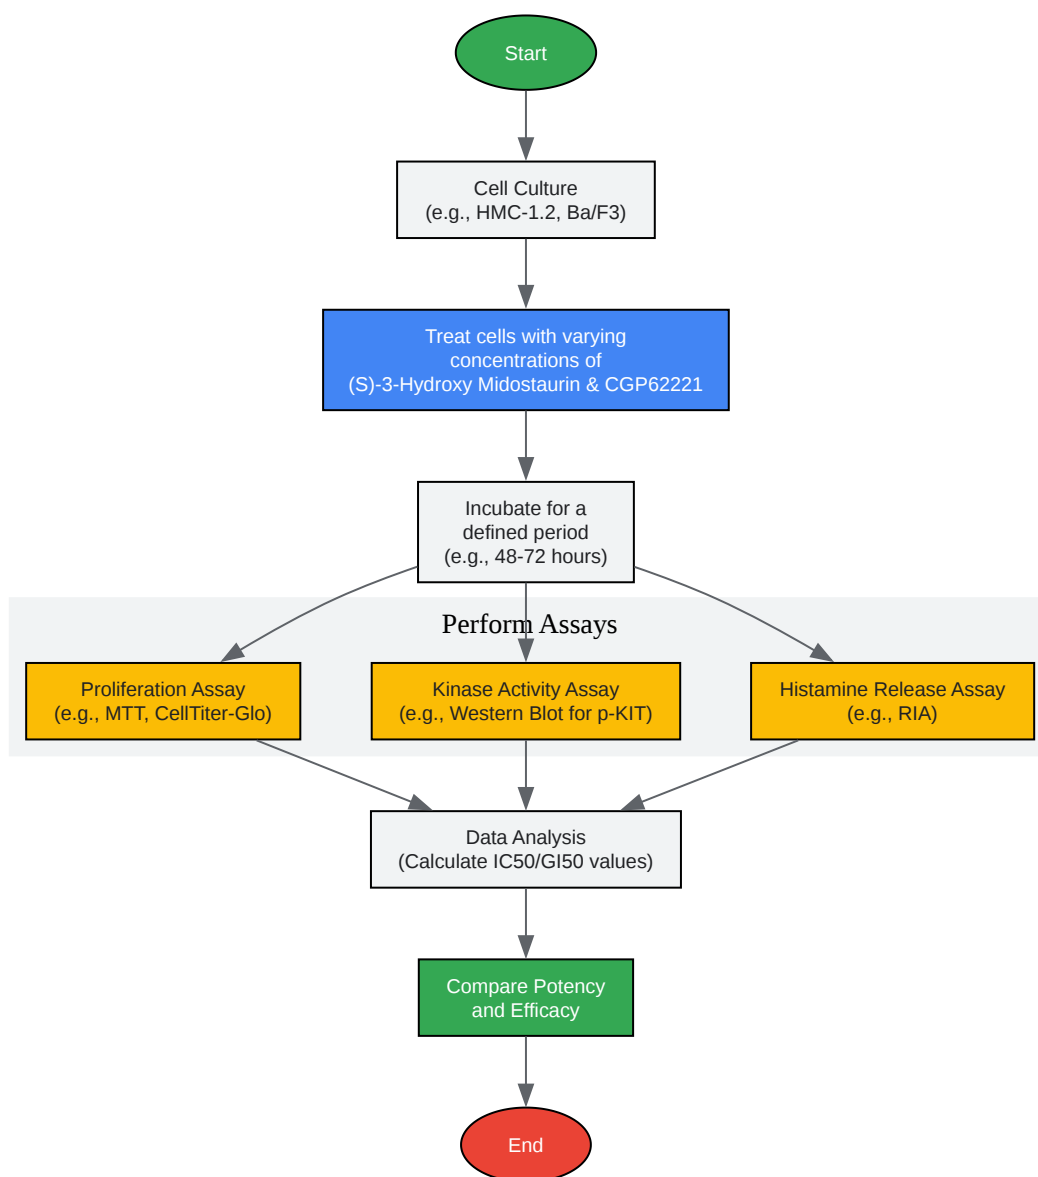 Start
Cell Culture
(e.g., HMC-1.2, Ba/F3)
Treat cells with varying
concentrations of
(S)-3-Hydroxy Midostaurin & CGP62221
Incubate for a
defined period
(e.g., 48-72 hours)
Perform Assays
Proliferation Assay
(e.g., MTT, CellTiter-Glo)
Kinase Activity Assay
(e.g., Western Blot for p-KIT)
Histamine Release Assay
(e.g., RIA)
Data Analysis
(Calculate IC50/GI50 values)
Compare Potency
and Efficacy
End